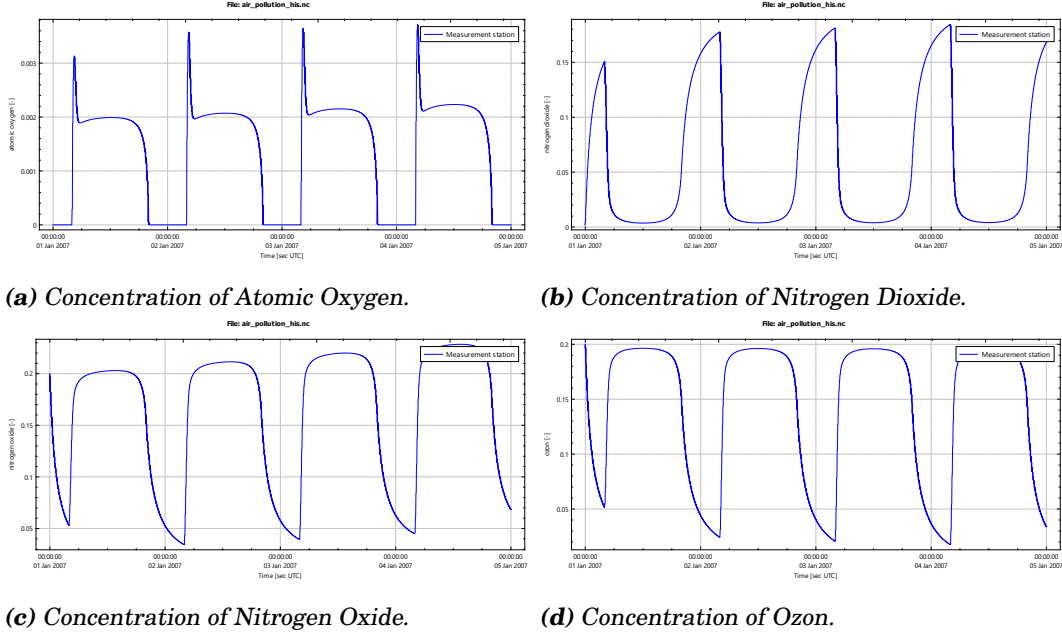 File: air_pollution_his.nc
Measurement station
atomic oxygen [-]
0.003
0.002
0.001
0
00:00:00 00:00:00 00:00:00 00:00:00 00:00:00
01 Jan 2007 02 Jan 2007 03 Jan 2007 04 Jan 2007 05 Jan 2007
Time [sec UTC]
(a) Concentration of Atomic Oxygen.
File: air_pollution_his.nc
Measurement station
nitrogen dioxide [-]
0.15
0.1
0.05
0
00:00:00 00:00:00 00:00:00 00:00:00 00:00:00
01 Jan 2007 02 Jan 2007 03 Jan 2007 04 Jan 2007 05 Jan 2007
Time [sec UTC]
(b) Concentration of Nitrogen Dioxide.
File: air_pollution_his.nc
Measurement station
nitrogen oxide [-]
0.2
0.15
0.1
0.05
00:00:00 00:00:00 00:00:00 00:00:00 00:00:00
01 Jan 2007 02 Jan 2007 03 Jan 2007 04 Jan 2007 05 Jan 2007
Time [sec UTC]
(c) Concentration of Nitrogen Oxide.
File: air_pollution_his.nc
Measurement station
ozon [-]
0.2
0.15
0.1
0.05
00:00:00 00:00:00 00:00:00 00:00:00 00:00:00
01 Jan 2007 02 Jan 2007 03 Jan 2007 04 Jan 2007 05 Jan 2007
Time [sec UTC]
(d) Concentration of Ozon.